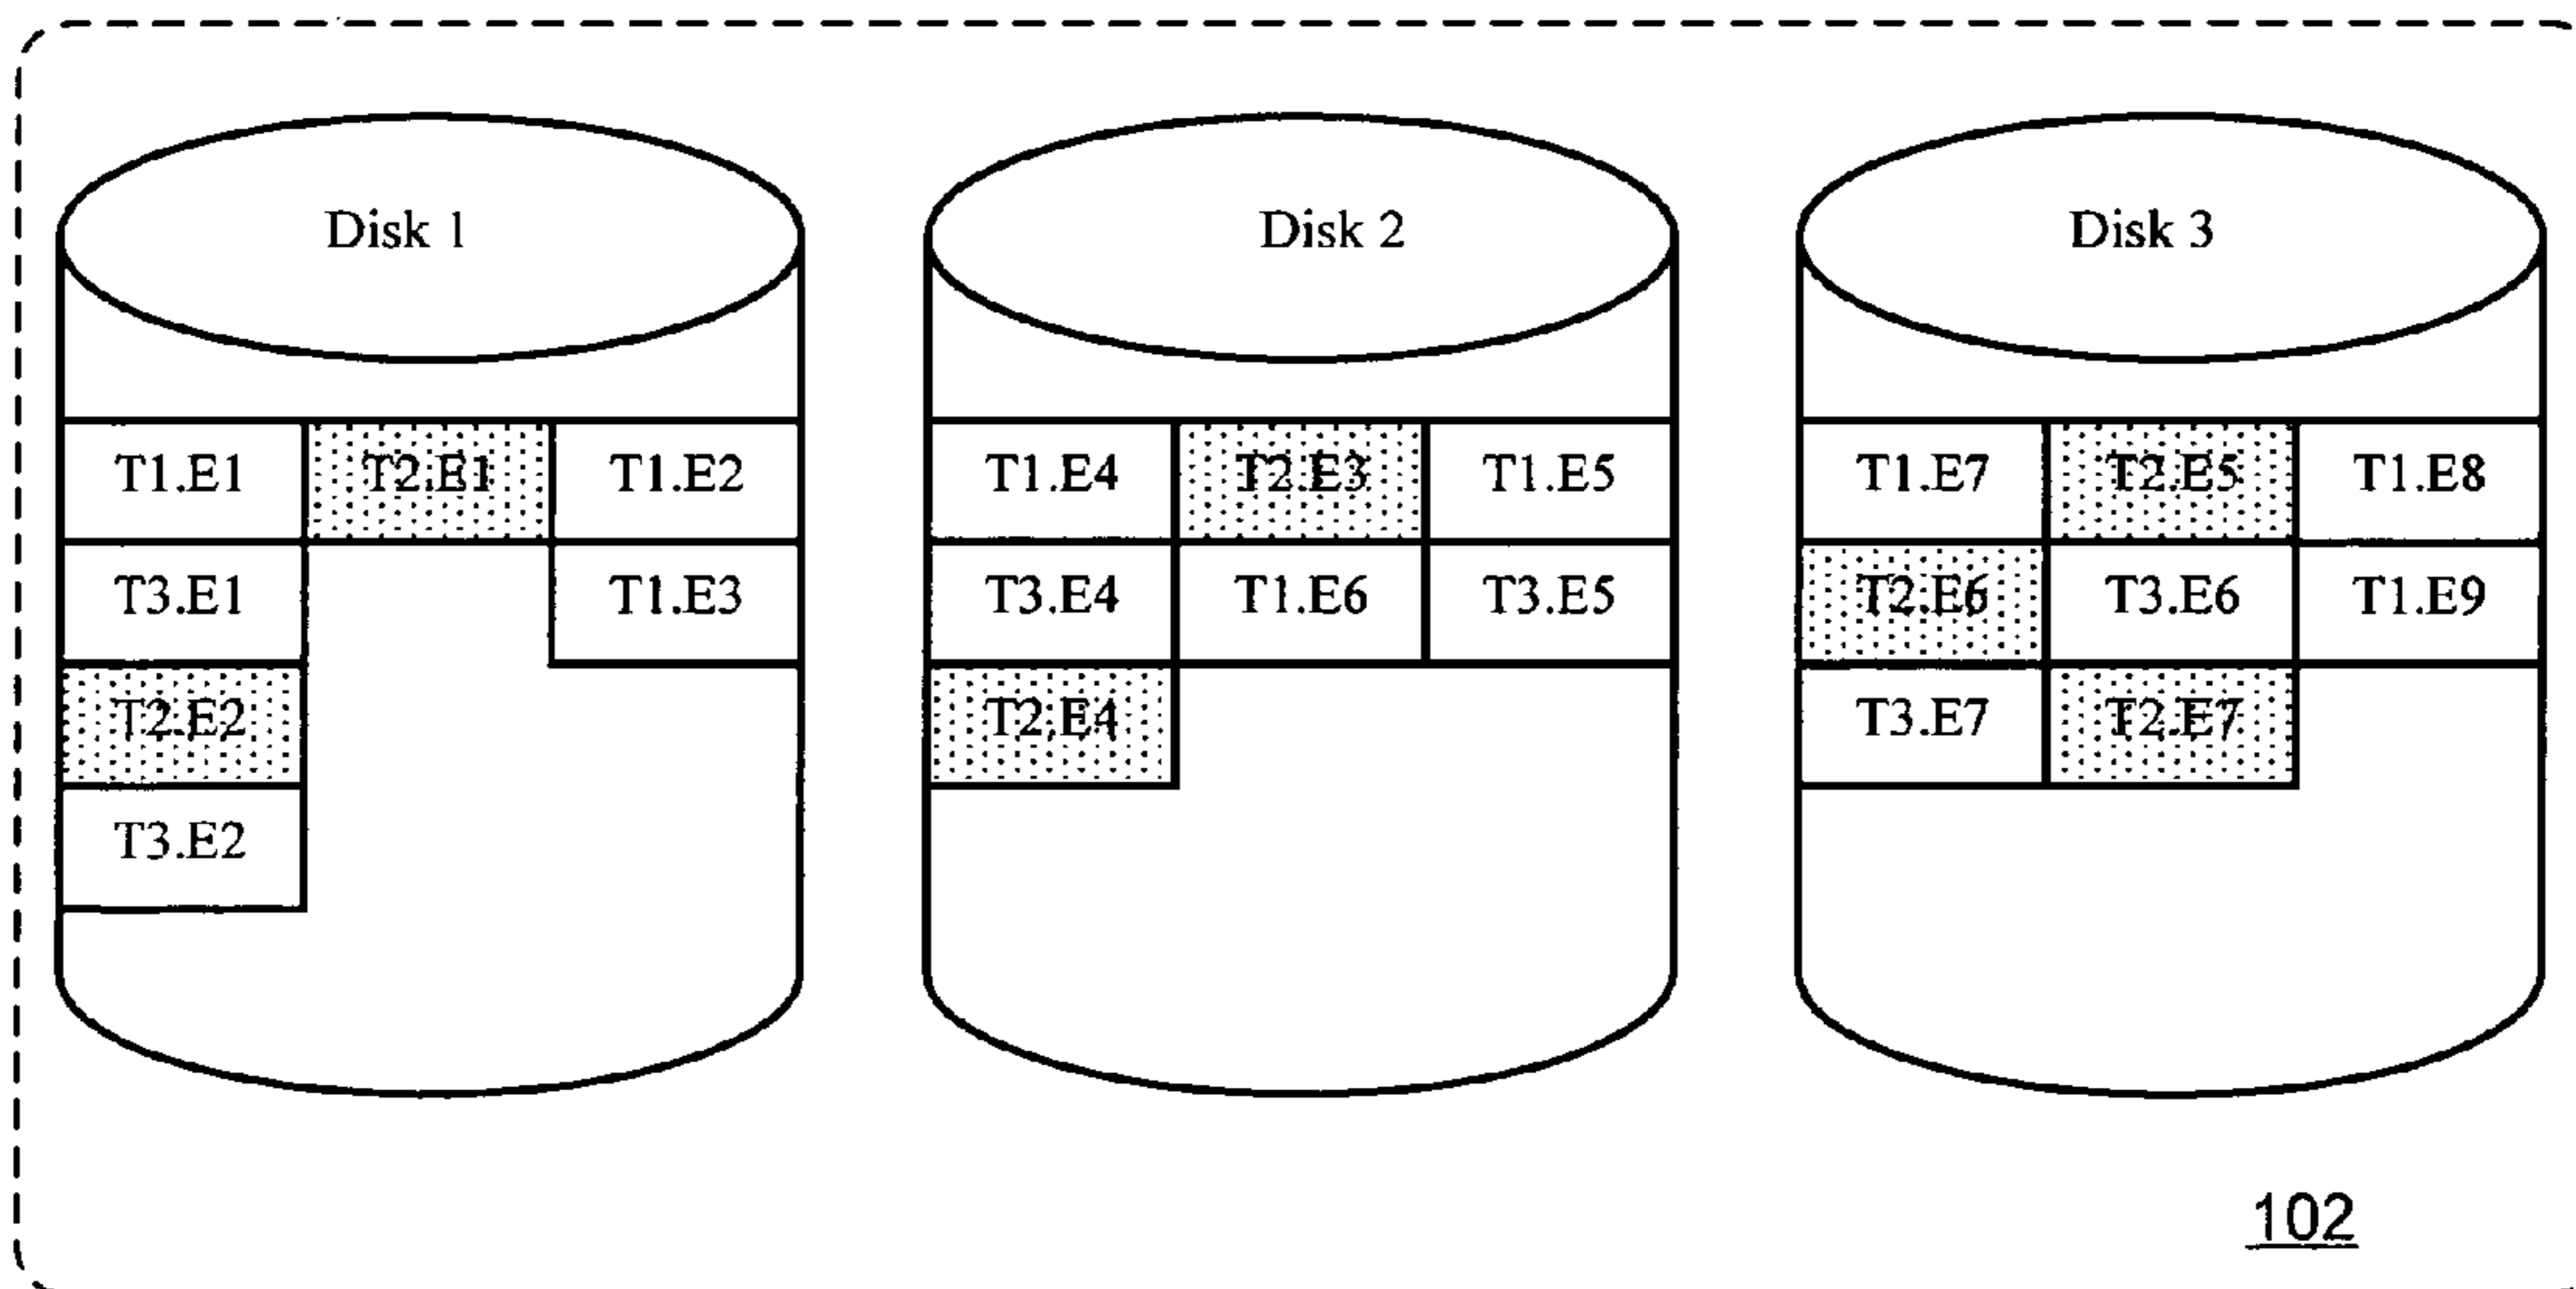 Disk 1
T1.E1 T2.E1 T1.E2
T3.E1 T1.E3
T2.E2
T3.E2
Disk 2
T1.E4 T2.E3 T1.E5
T3.E4 T1.E6 T3.E5
T2.E4
Disk 3
T1.E7 T2.E5 T1.E8
T2.E6 T3.E6 T1.E9
T3.E7 T2.E7
102